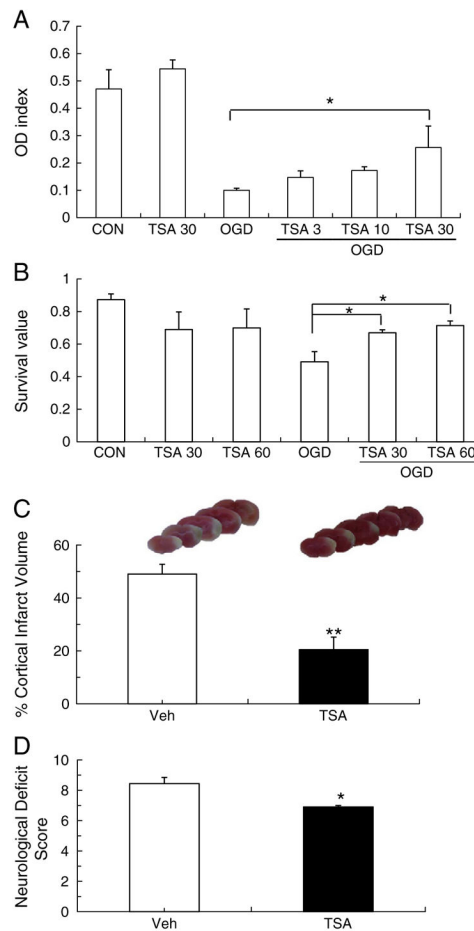 A
OD index
0.7
0.6
0.5
0.4
0.3
0.2
0.1
0
*
CON TSA 30 OGD TSA 3 TSA 10 TSA 30
OGD
B
Survival value
1
0.8
0.6
0.4
0.2
0
*
*
CON TSA 30 TSA 60 OGD TSA 30 TSA 60
OGD
C
% Cortical Infarct Volume
60
40
20
0
**
Veh TSA
D
Neurological Deficit
Score
10
8
6
4
2
0
*
Veh TSA